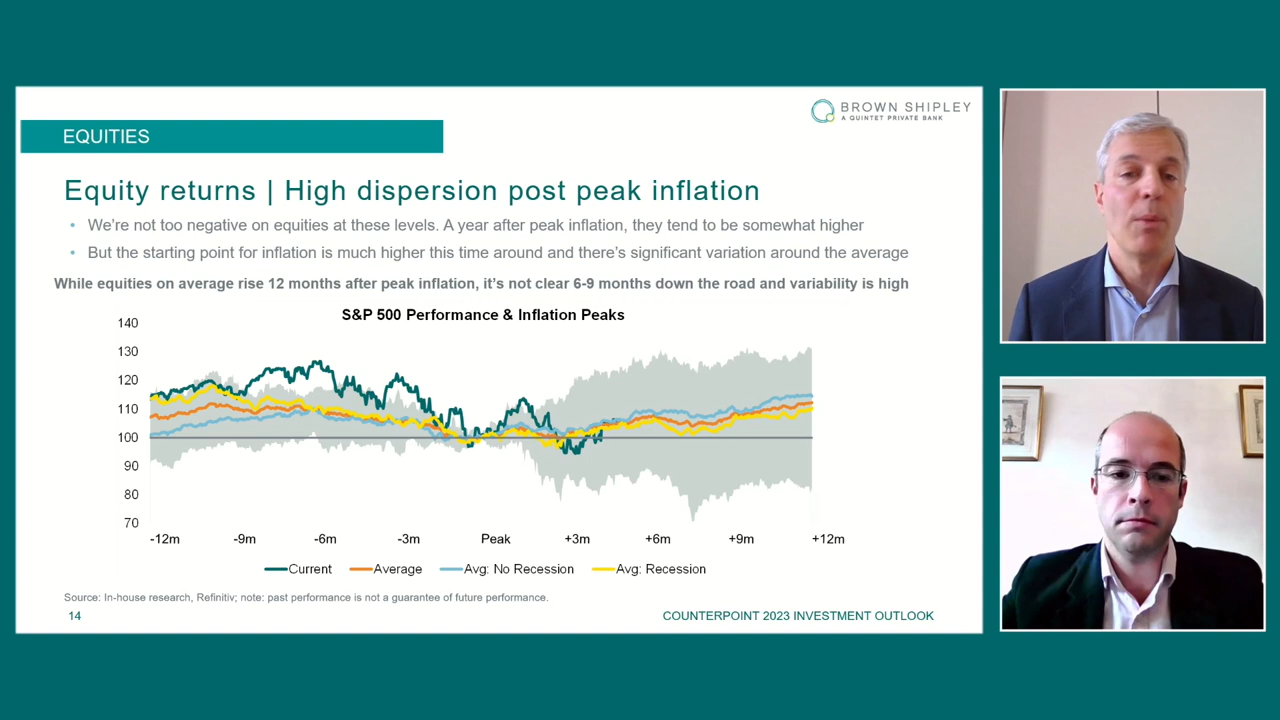 BROWN SHIPLEY
A QUINTET PRIVATE BANK
EQUITIES
Equity returns | High dispersion post peak inflation
• We’re not too negative on equities at these levels. A year after peak inflation, they tend to be somewhat higher
• But the starting point for inflation is much higher this time around and there’s significant variation around the average
While equities on average rise 12 months after peak inflation, it’s not clear 6-9 months down the road and variability is high
S&P 500 Performance & Inflation Peaks
140
130
120
110
100
90
80
70
-12m -9m -6m -3m Peak +3m +6m +9m +12m
Current Average Avg: No Recession Avg: Recession
Source: In-house research, Refinitiv; note: past performance is not a guarantee of future performance.
14 COUNTERPOINT 2023 INVESTMENT OUTLOOK